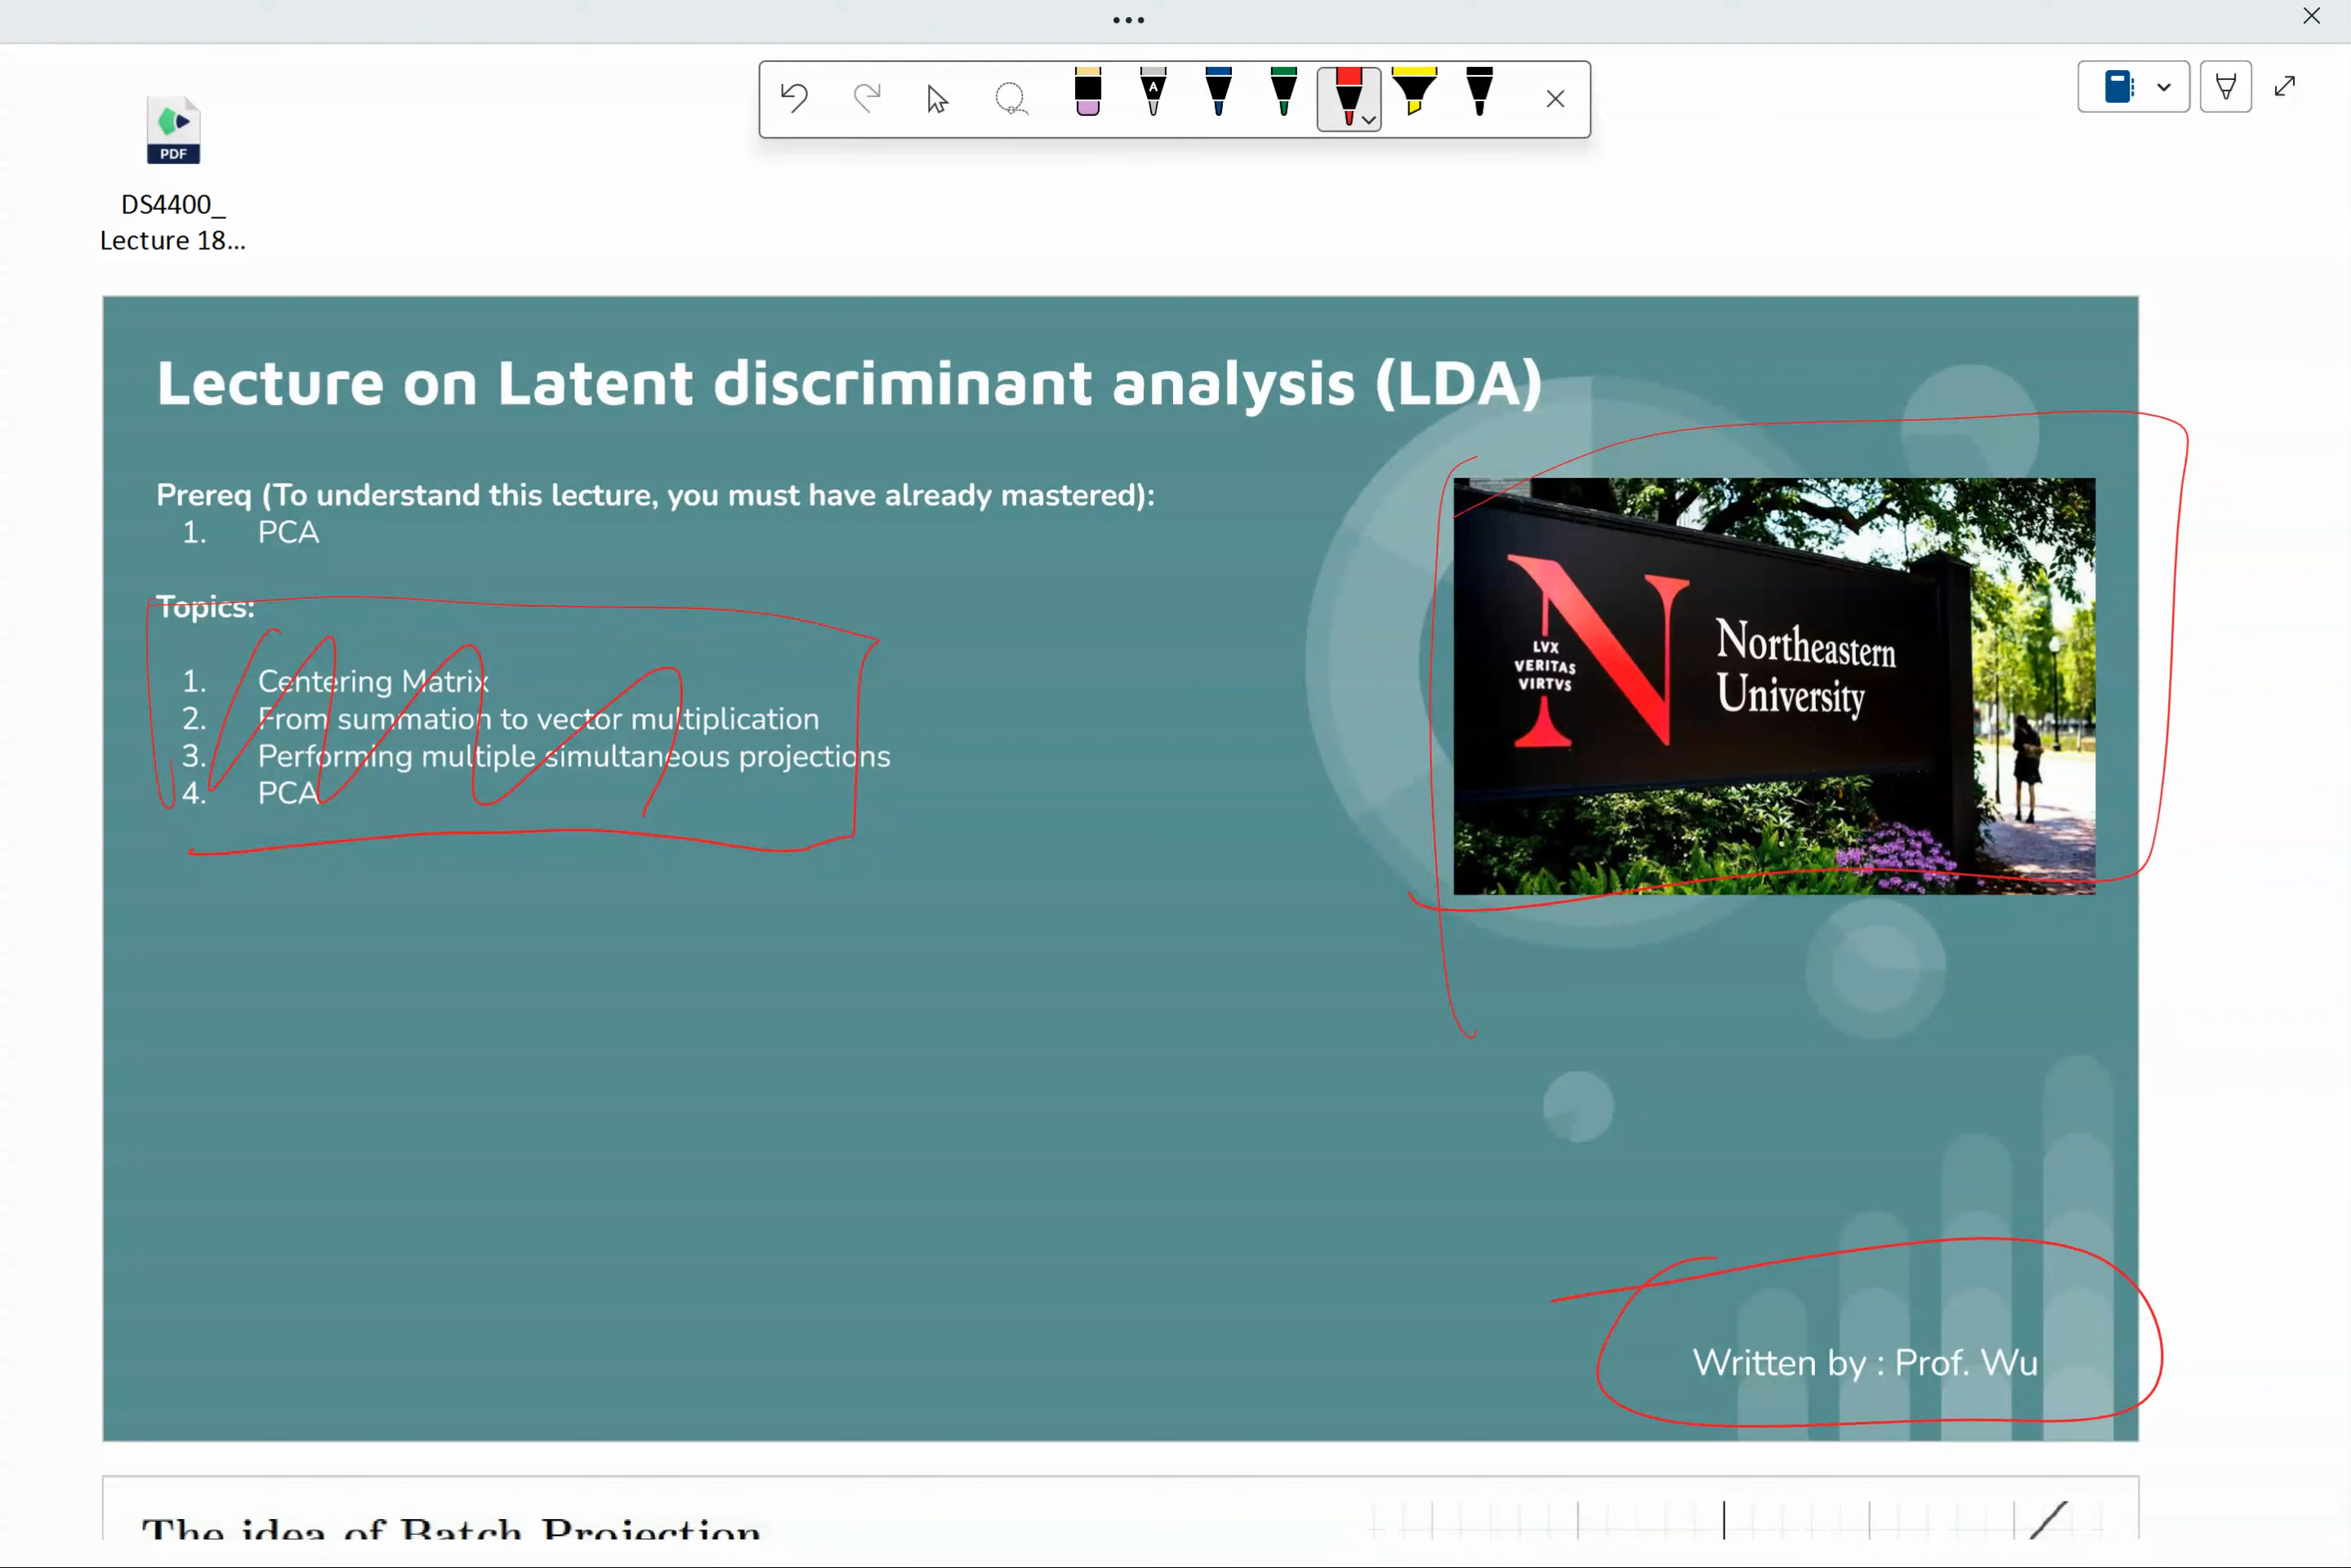 PDF
DS4400_
Lecture 18...
A
Lecture on Latent discriminant analysis (LDA)
Prereq (To understand this lecture, you must have already mastered):
1. PCA
Topics:
1. Centering Matrix
2. From summation to vector multiplication
3. Performing multiple simultaneous projections
4. PCA
N
LVX
VERITAS
VIRTVS
Northeastern
University
Written by : Prof. Wu
The idea of Batch Projection